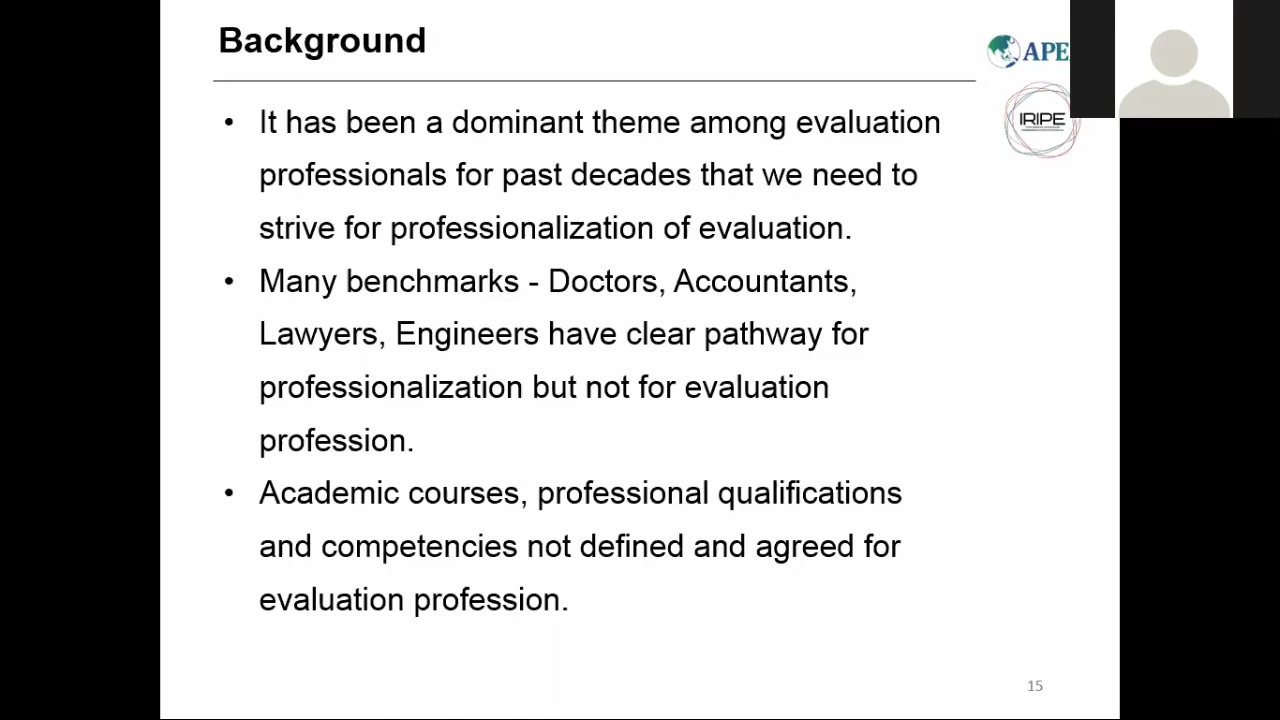 Background
APE
IRIPE
• It has been a dominant theme among evaluation
professionals for past decades that we need to
strive for professionalization of evaluation.
• Many benchmarks - Doctors, Accountants,
Lawyers, Engineers have clear pathway for
professionalization but not for evaluation
profession.
• Academic courses, professional qualifications
and competencies not defined and agreed for
evaluation profession.
15